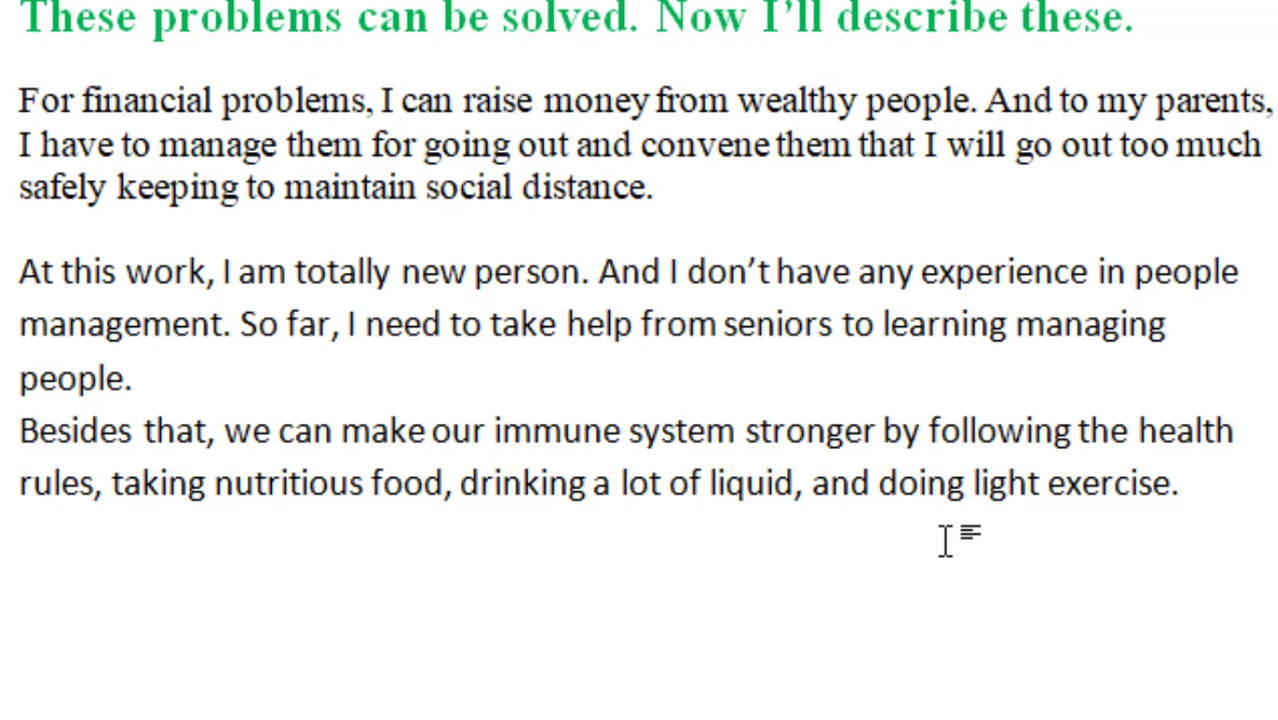 These problems can be solved. Now I’ll describe these.
For financial problems, I can raise money from wealthy people. And to my parents,
I have to manage them for going out and convene them that I will go out too much
safely keeping to maintain social distance.
At this work, I am totally new person. And I don’t have any experience in people
management. So far, I need to take help from seniors to learning managing
people.
Besides that, we can make our immune system stronger by following the health
rules, taking nutritious food, drinking a lot of liquid, and doing light exercise.